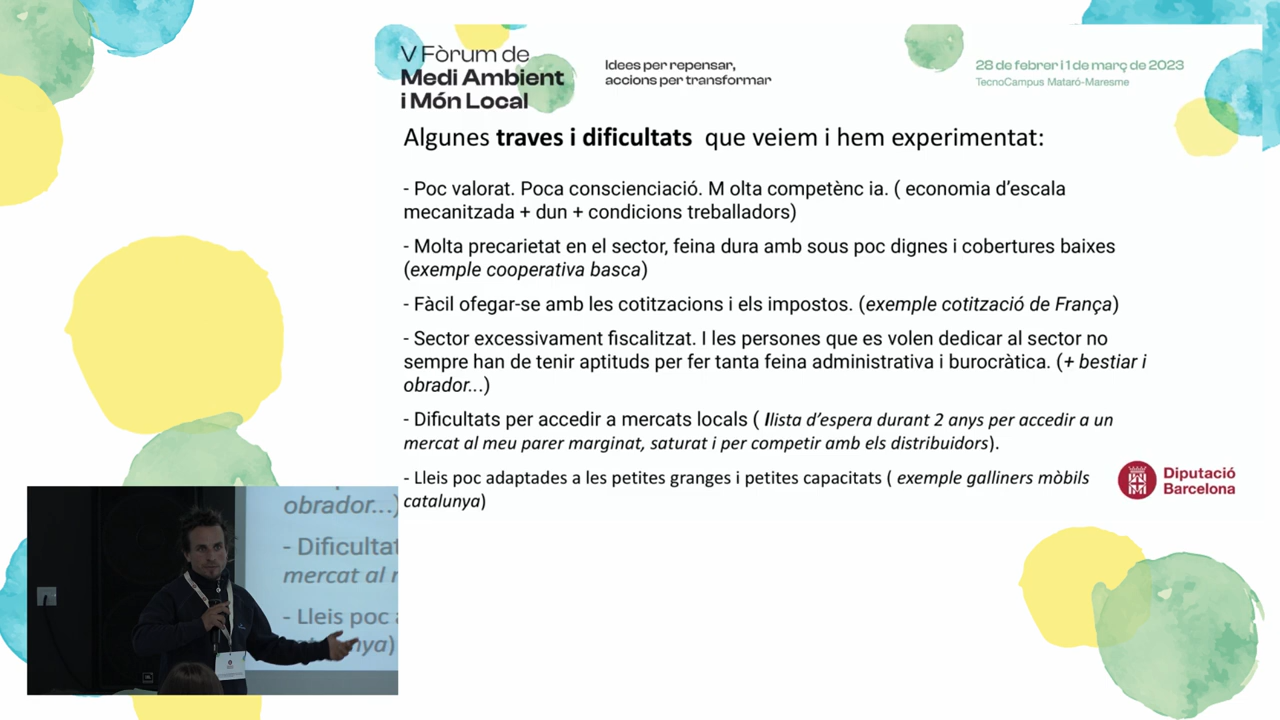 V Fòrum de
Medi Ambient
i Món Local
Idees per repensar,
accions per transformar
28 de febrer i 1 de març de 2023
TecnoCampus Mataró-Maresme
Algunes traves i dificultats que veiem i hem experimentat:
- Poc valorat. Poca conscienciació. M olta competènc ia. ( economia d'escala
mecanitzada + dun + condicions treballadors)
- Molta precarietat en el sector, feina dura amb sous poc dignes i cobertures baixes
(exemple cooperativa basca)
- Fàcil ofegar-se amb les cotitzacions i els impostos. (exemple cotització de França)
- Sector excessivament fiscalitzat. I les persones que es volen dedicar al sector no
sempre han de tenir aptituds per fer tanta feina administrativa i burocràtica. (+ bestiar i
obrador...)
- Dificultats per accedir a mercats locals ( llista d'espera durant 2 anys per accedir a un
mercat al meu parer marginat, saturat i per competir amb els distribuidors).
- Lleis poc adaptades a les petites granges i petites capacitats ( exemple galliners mòbils
catalunya)
Diputació
Barcelona
obrador...)
- Dificultat
mercat al
- Lleis poc